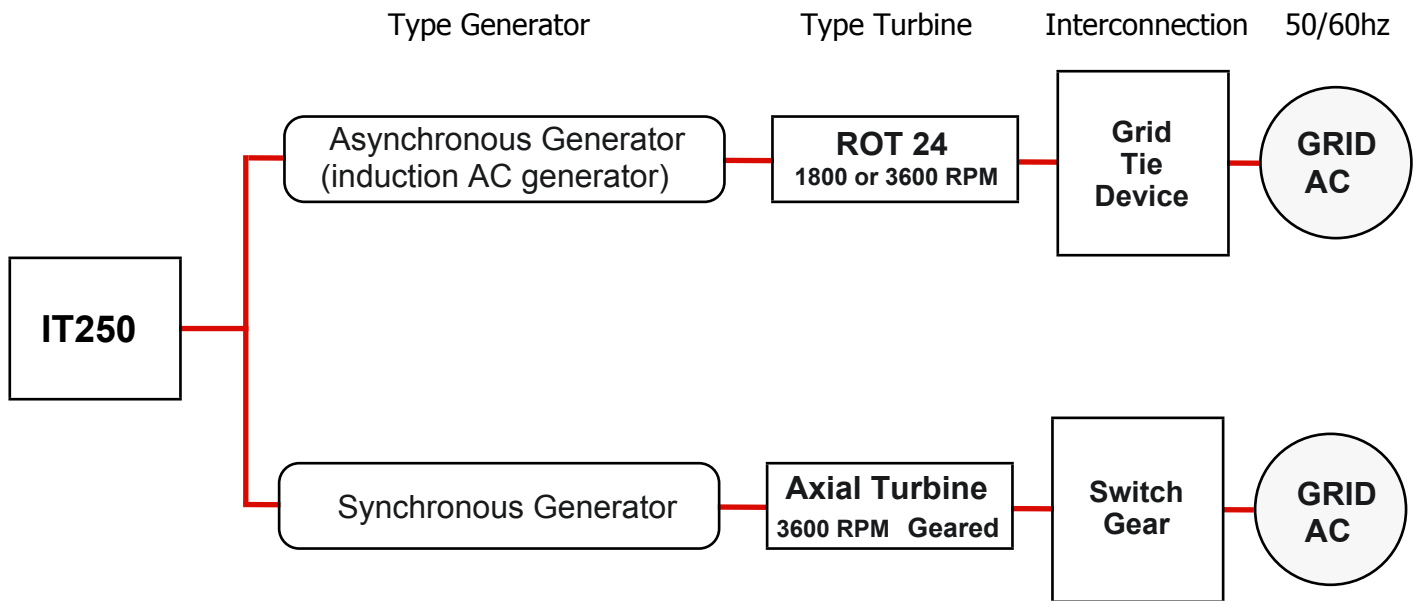 Type Generator Type Turbine Interconnection 50/60hz
Asynchronous Generator
(induction AC generator)
ROT 24
1800 or 3600 RPM
Grid
Tie
Device
GRID
AC
IT250
Synchronous Generator
Axial Turbine
3600 RPM Geared
Switch
Gear
GRID
AC